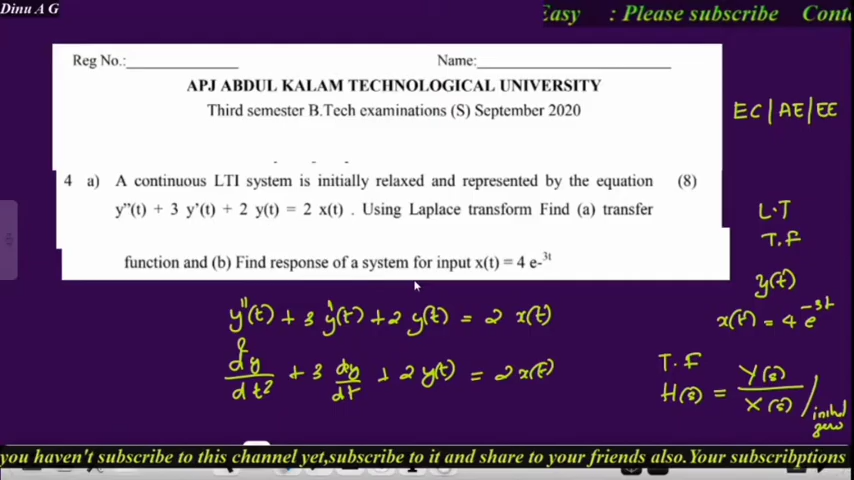 Dinu A G
Easy : Please subscribe Conta
Reg No.:____________ Name:____________
APJ ABDUL KALAM TECHNOLOGICAL UNIVERSITY
Third semester B.Tech examinations (S) September 2020
EC|AE|EE
4 a) A continuous LTI system is initially relaxed and represented by the equation (8)
y”(t) + 3 y’(t) + 2 y(t) = 2 x(t) . Using Laplace transform Find (a) transfer
function and (b) Find response of a system for input x(t) = 4 e-³ᵗ
L.T
T.F
y(t)
x(t) = 4 e^-3t
y"(t) + 3 y'(t) + 2 y(t) = 2 x(t)
d²y/dt² + 3 dy/dt + 2 y(t) = 2 x(t)
T.F
H(s) = Y(s)/X(s) / initial zero
you haven't subscribe to this channel yet,subscribe to it and share to your friends also.Your subscribptions